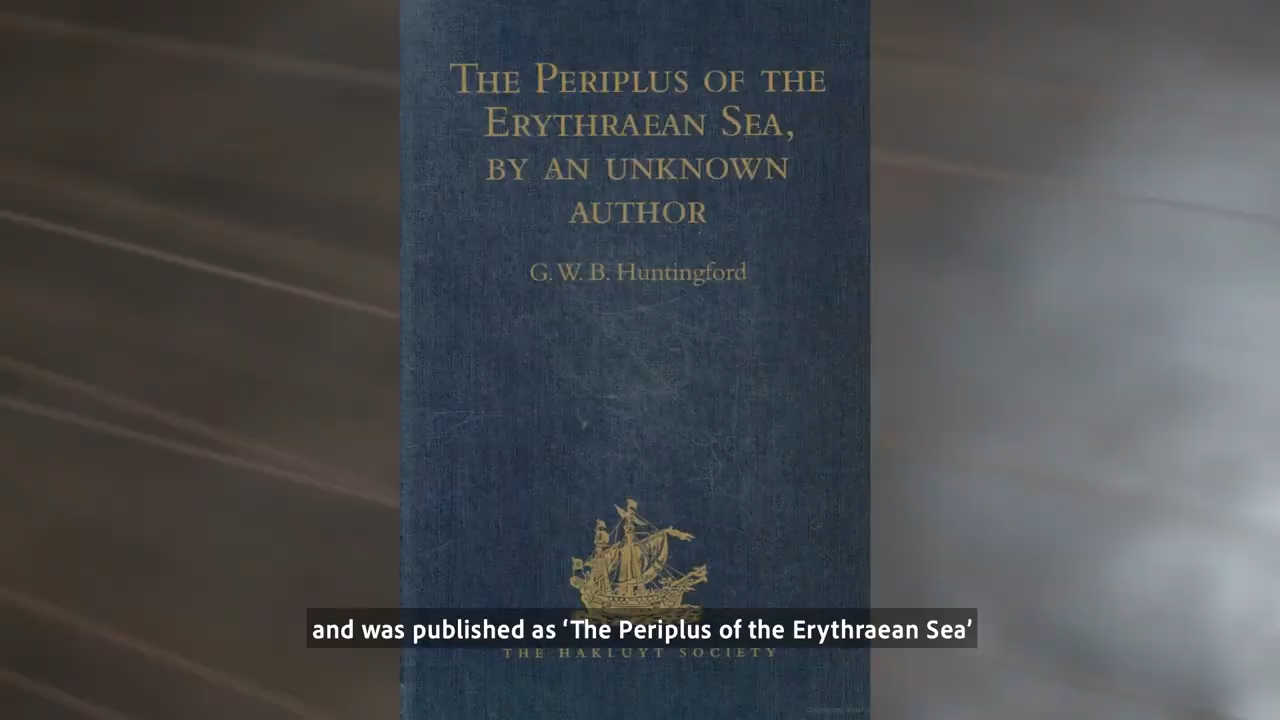 THE PERIPLUS OF THE
ERYTHRAEAN SEA,
BY AN UNKNOWN
AUTHOR
G. W. B. Huntingford
and was published as ‘The Periplus of the Erythraean Sea’
THE HAKLUYT SOCIETY